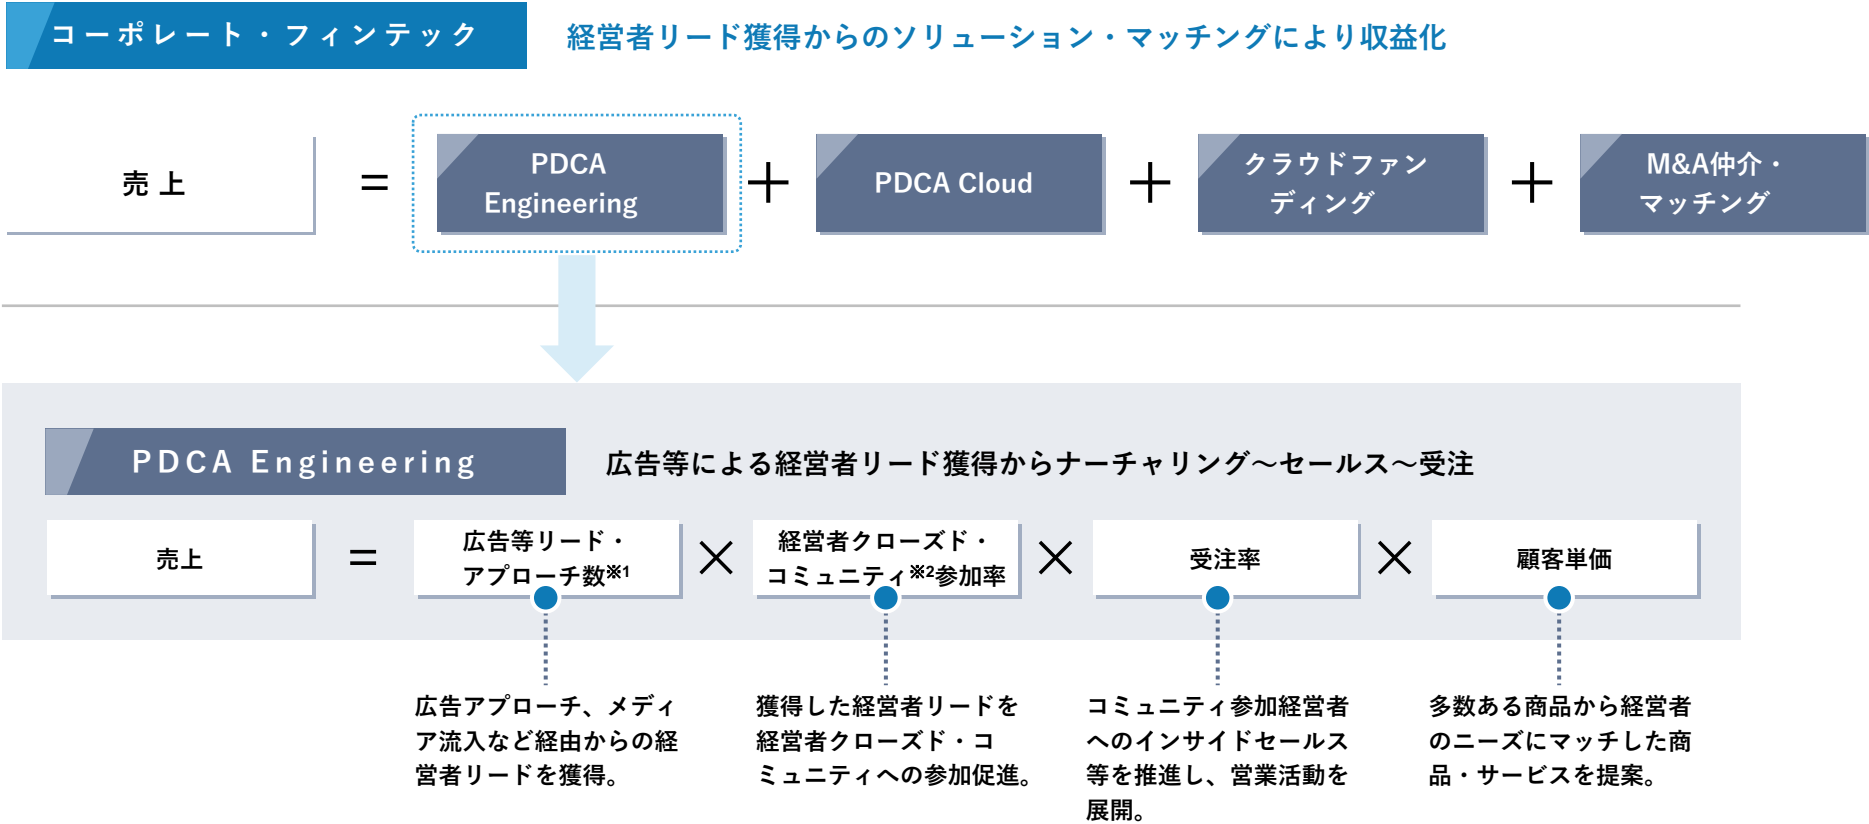 コーポレート・フィンテック
経営者リード獲得からのソリューション・マッチングにより収益化
売 上
=
PDCA
Engineering
+
PDCA Cloud
+
クラウドファン
ディング
+
M&A仲介・
マッチング
PDCA Engineering
広告等による経営者リード獲得からナーチャリング～セールス～受注
売上
=
広告等リード・
アプローチ数※1
×
経営者クローズド・
コミュニティ※2参加率
×
受注率
×
顧客単価
広告アプローチ、メディ
ア流入など経由からの経
営者リードを獲得。
獲得した経営者リードを
経営者クローズド・コ
ミュニティへの参加促進。
コミュニティ参加経営者
へのインサイドセールス
等を推進し、営業活動を
展開。
多数ある商品から経営者
のニーズにマッチした商
品・サービスを提案。